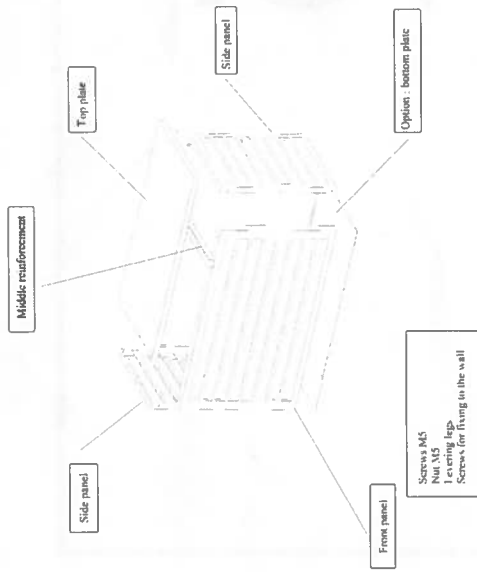 Middle reinforcement
Top plate
Side panel
Side panel
Front panel
Option : bottom plate
Screws M5
Nut M5
Levering legs
Screws for fixing to the wall